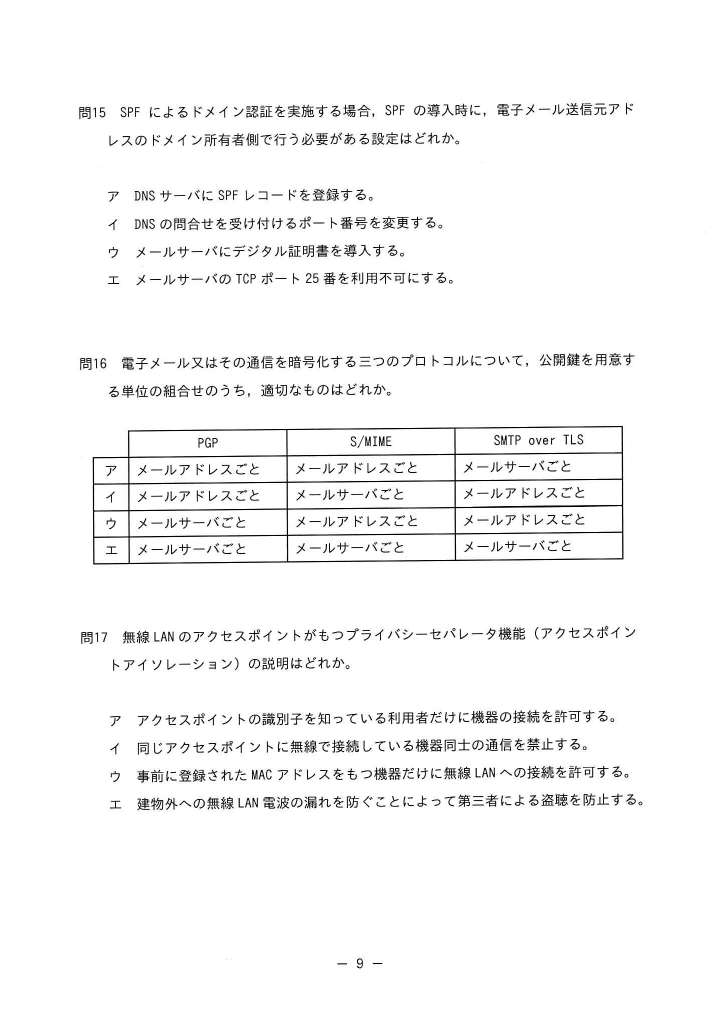 問15 SPF によるドメイン認証を実施する場合，SPF の導入時に，電子メール送信元アド
レスのドメイン所有者側で行う必要がある設定はどれか。
ア DNS サーバに SPF レコードを登録する。
イ DNS の問合せを受け付けるポート番号を変更する。
ウ メールサーバにデジタル証明書を導入する。
エ メールサーバの TCP ポート 25 番を利用不可にする。
問16 電子メール又はその通信を暗号化する三つのプロトコルについて，公開鍵を用意す
る単位の組合せのうち，適切なものはどれか。
PGP S/MIME SMTP over TLS
ア メールアドレスごと メールアドレスごと メールサーバごと
イ メールアドレスごと メールサーバごと メールアドレスごと
ウ メールサーバごと メールアドレスごと メールアドレスごと
エ メールサーバごと メールサーバごと メールサーバごと
問17 無線 LAN のアクセスポイントがもつプライバシーセパレータ機能（アクセスポイン
トアイソレーション）の説明はどれか。
ア アクセスポイントの識別子を知っている利用者だけに機器の接続を許可する。
イ 同じアクセスポイントに無線で接続している機器同士の通信を禁止する。
ウ 事前に登録された MAC アドレスをもつ機器だけに無線 LAN への接続を許可する。
エ 建物外への無線 LAN 電波の漏れを防ぐことによって第三者による盗聴を防止する。
－ 9 －